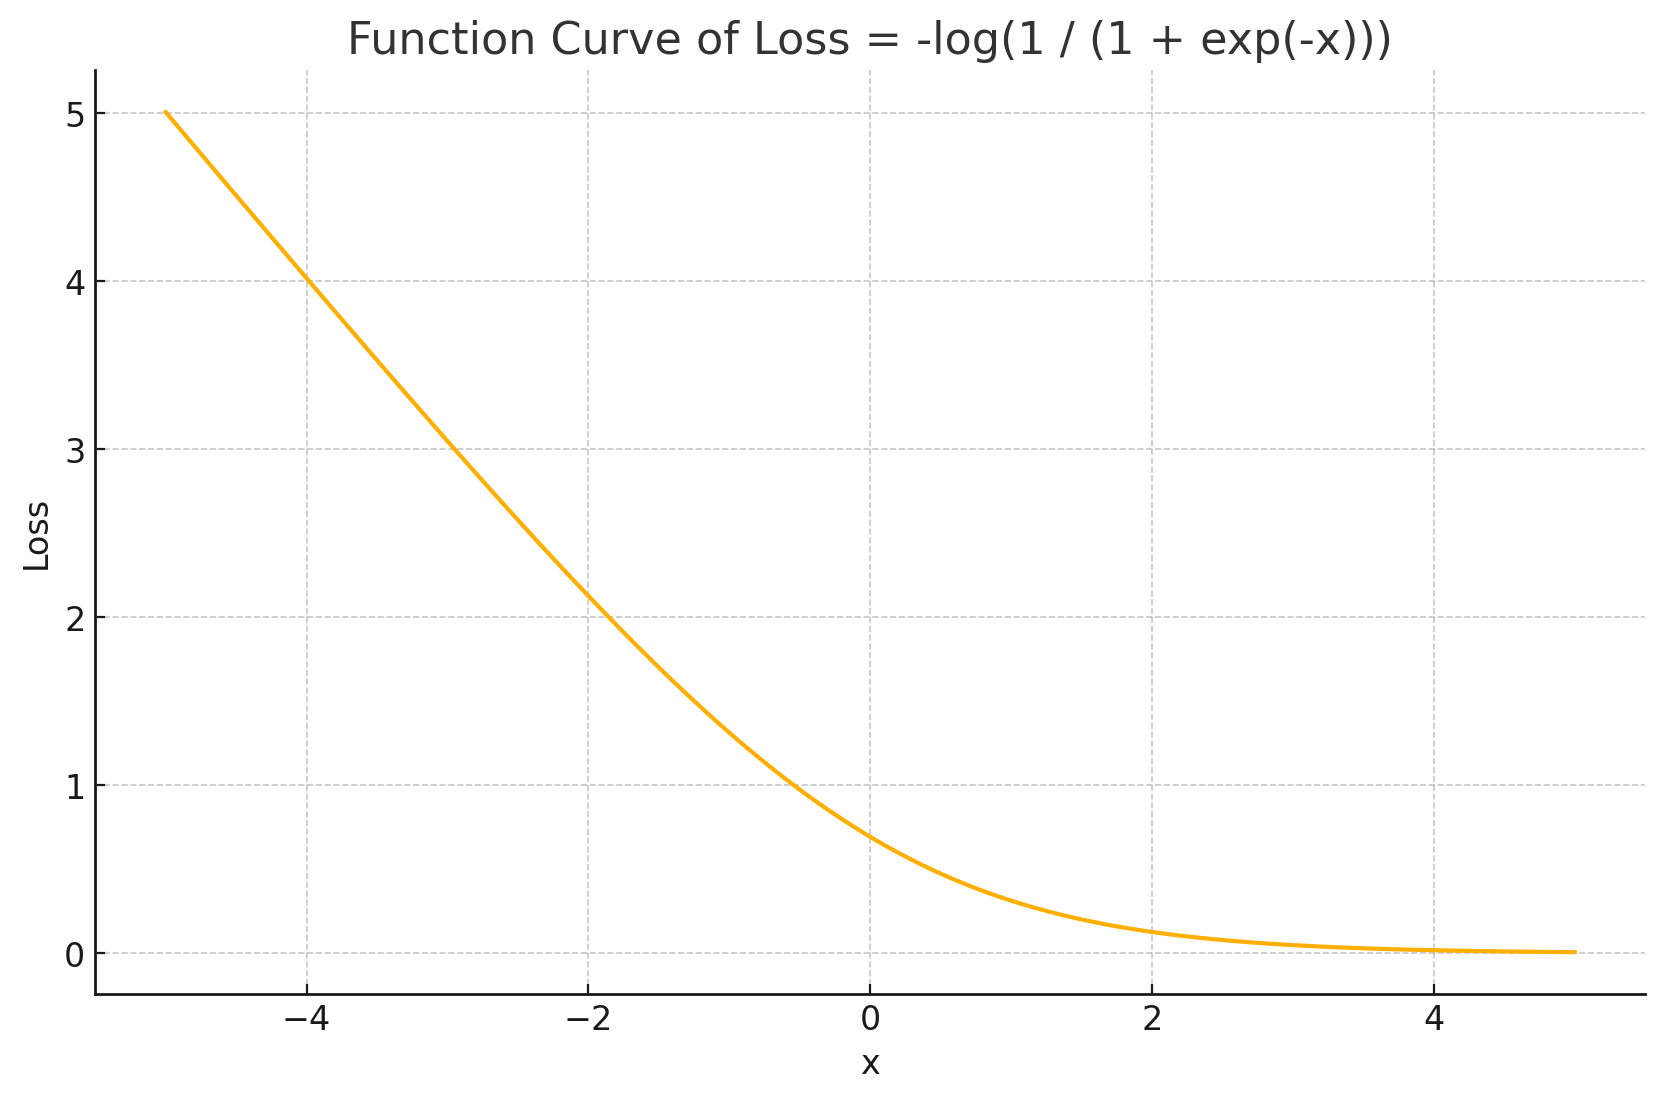 Function Curve of Loss = -log(1 / (1 + exp(-x)))
5
4
3
2
1
0
Loss
−4 −2 0 2 4
x